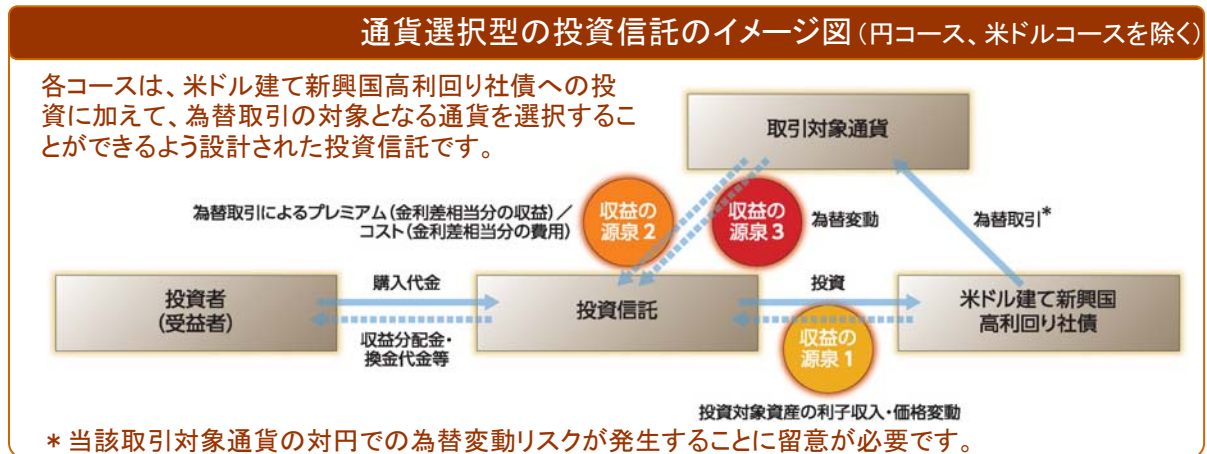 通貨選択型の投資信託のイメージ図(円コース、米ドルコースを除く)
各コースは、米ドル建て新興国高利回り社債への投
資に加えて、為替取引の対象となる通貨を選択するこ
とができるよう設計された投資信託です。
取引対象通貨
為替取引によるプレミアム(金利差相当分の収益)/
コスト(金利差相当分の費用)
収益の
源泉2
収益の
源泉3
為替変動
為替取引*
投資者
(受益者)
購入代金
収益分配金・
換金代金等
投資信託
投資
収益の
源泉1
米ドル建て新興国
高利回り社債
投資対象資産の利子収入・価格変動
*当該取引対象通貨の対円での為替変動リスクが発生することに留意が必要です。